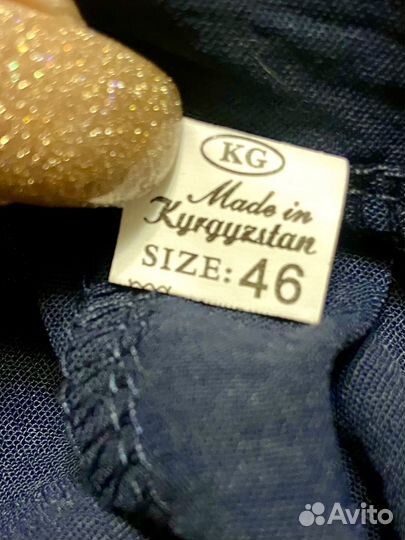 KG
Made in
Kyrgyzstan
SIZE: 46
Avito